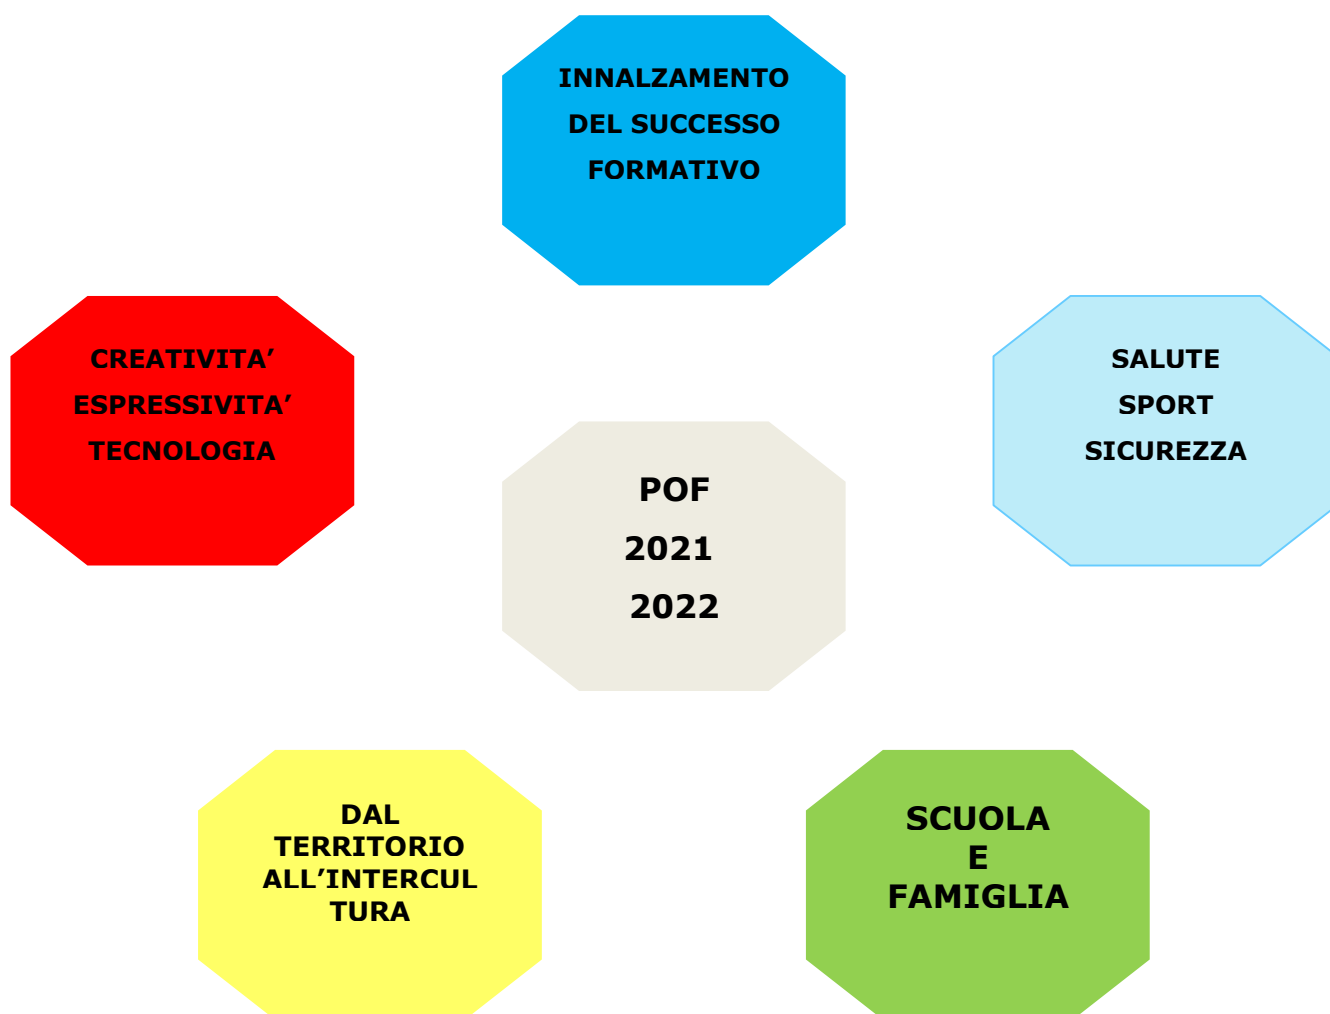 INNALZAMENTO
DEL SUCCESSO
FORMATIVO
CREATIVITA’
ESPRESSIVITA’
TECNOLOGIA
SALUTE
SPORT
SICUREZZA
POF
2021
2022
DAL
TERRITORIO
ALL’INTERCUL
TURA
SCUOLA
E
FAMIGLIA